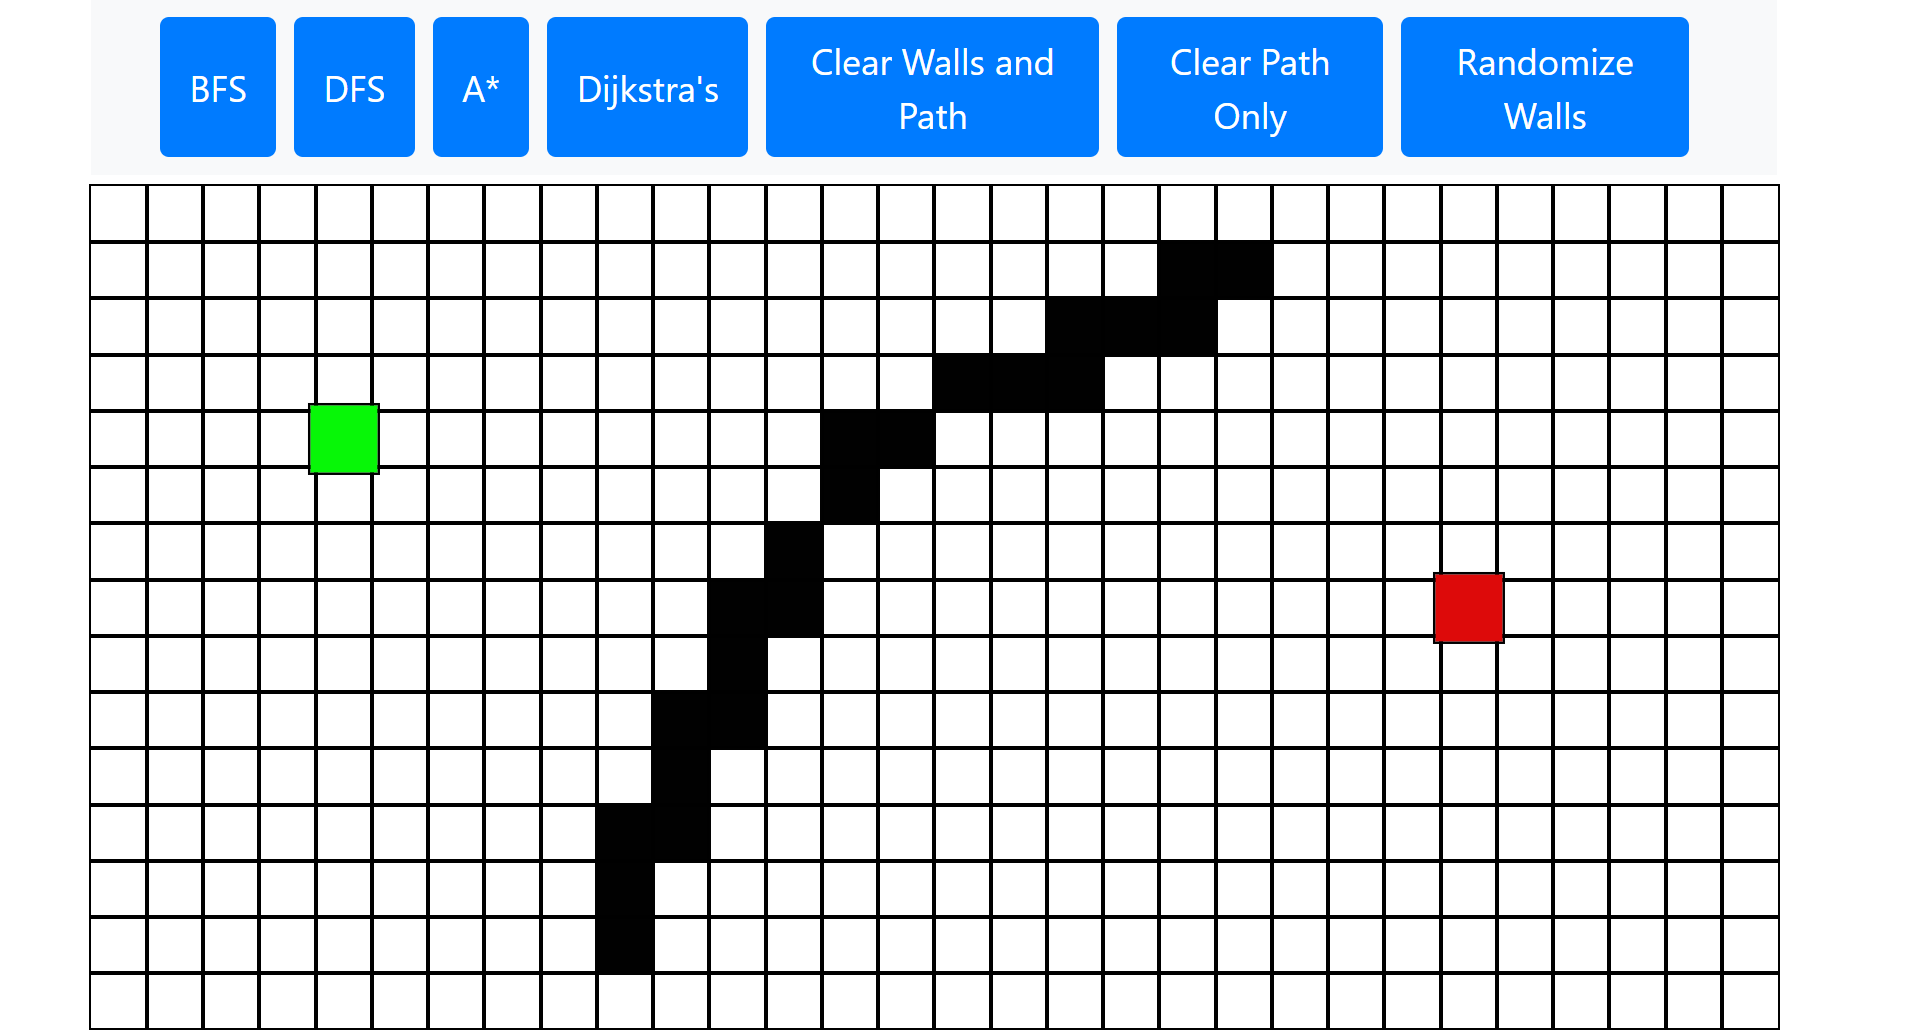 BFS
DFS
A*
Dijkstra's
Clear Walls and
Path
Clear Path
Only
Randomize
Walls